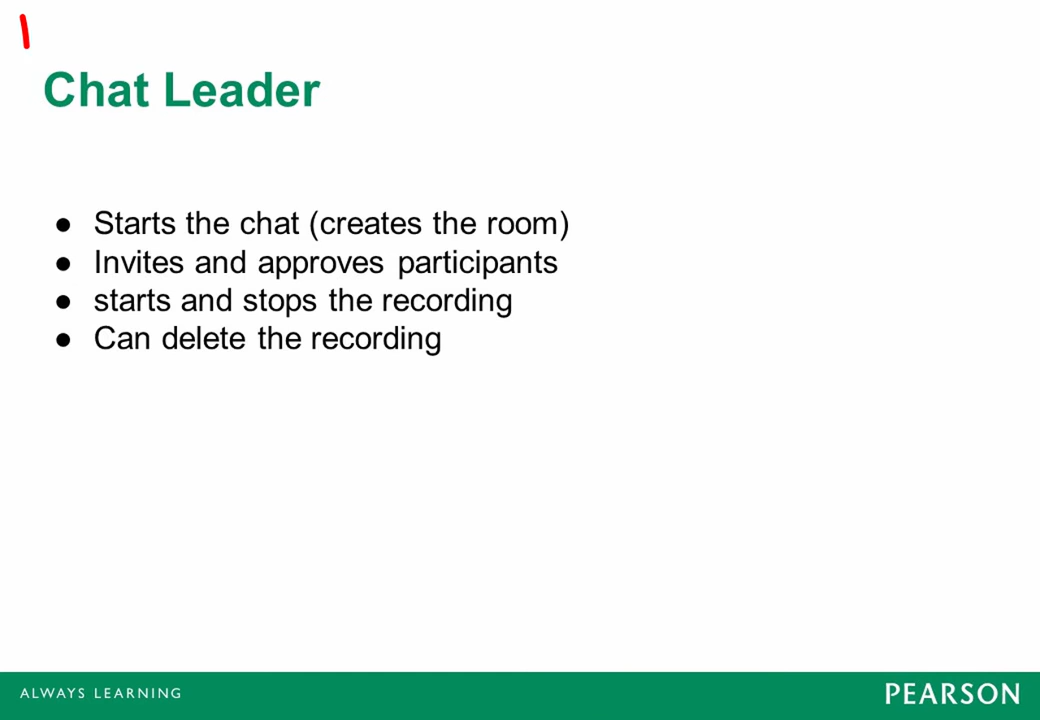 Chat Leader
● Starts the chat (creates the room)
● Invites and approves participants
● starts and stops the recording
● Can delete the recording
ALWAYS LEARNING
PEARSON